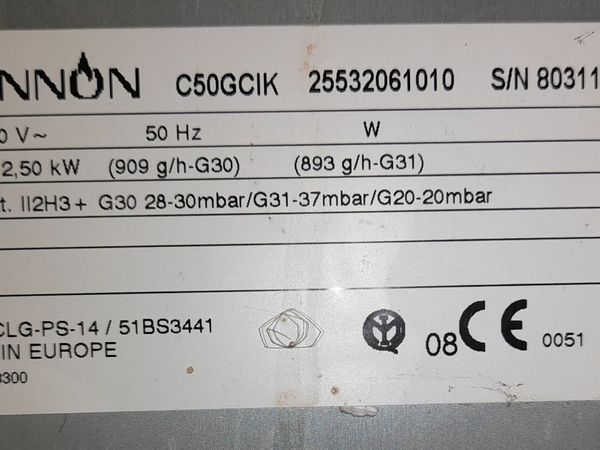 NNON C50GCIK 25532061010 S/N 80311
0 V~ 50 Hz W
2,50 kW (909 g/h-G30) (893 g/h-G31)
t. II2H3+ G30 28-30mbar/G31-37mbar/G20-20mbar
CLG-PS-14 / 51BS3441
IN EUROPE
3300
08 CE 0051